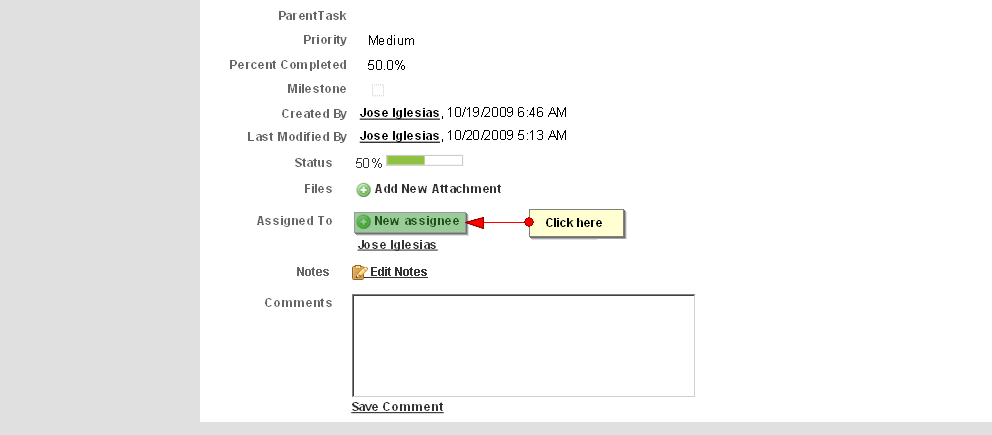 ParentTask
Priority Medium
Percent Completed 50.0%
Milestone
Created By Jose Iglesias, 10/19/2009 6:46 AM
Last Modified By Jose Iglesias, 10/20/2009 5:13 AM
Status 50%
Files Add New Attachment
Assigned To New assignee Click here
Jose Iglesias
Notes Edit Notes
Comments
Save Comment